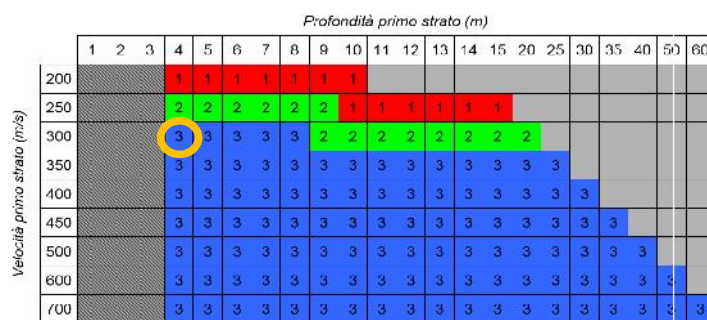 Profondità primo strato (m)
1 2 3 4 5 6 7 8 9 10 11 12 13 14 15 20 25 30 35 40 50 60
Velocità primo strato (m/s)
200 1 1 1 1 1 1 1
250 2 2 2 2 2 2 1 1 1 1 1 1
300 3 3 3 3 3 2 2 2 2 2 2 2 2
350 3 3 3 3 3 3 3 3 3 3 3 3 3 3
400 3 3 3 3 3 3 3 3 3 3 3 3 3 3 3
450 3 3 3 3 3 3 3 3 3 3 3 3 3 3 3 3
500 3 3 3 3 3 3 3 3 3 3 3 3 3 3 3 3 3
600 3 3 3 3 3 3 3 3 3 3 3 3 3 3 3 3 3 3
700 3 3 3 3 3 3 3 3 3 3 3 3 3 3 3 3 3 3 3